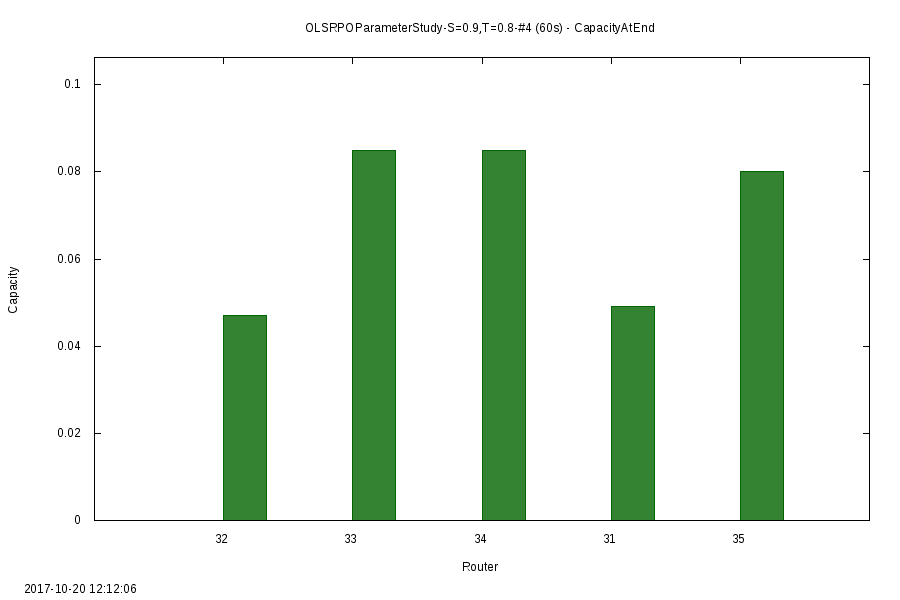 OLSRPOParameterStudy-S=0.9,T=0.8-#4 (60s) - CapacityAtEnd
0.1
0.08
0.06
0.04
0.02
0
Capacity
32 33 34 31 35
Router
2017-10-20 12:12:06